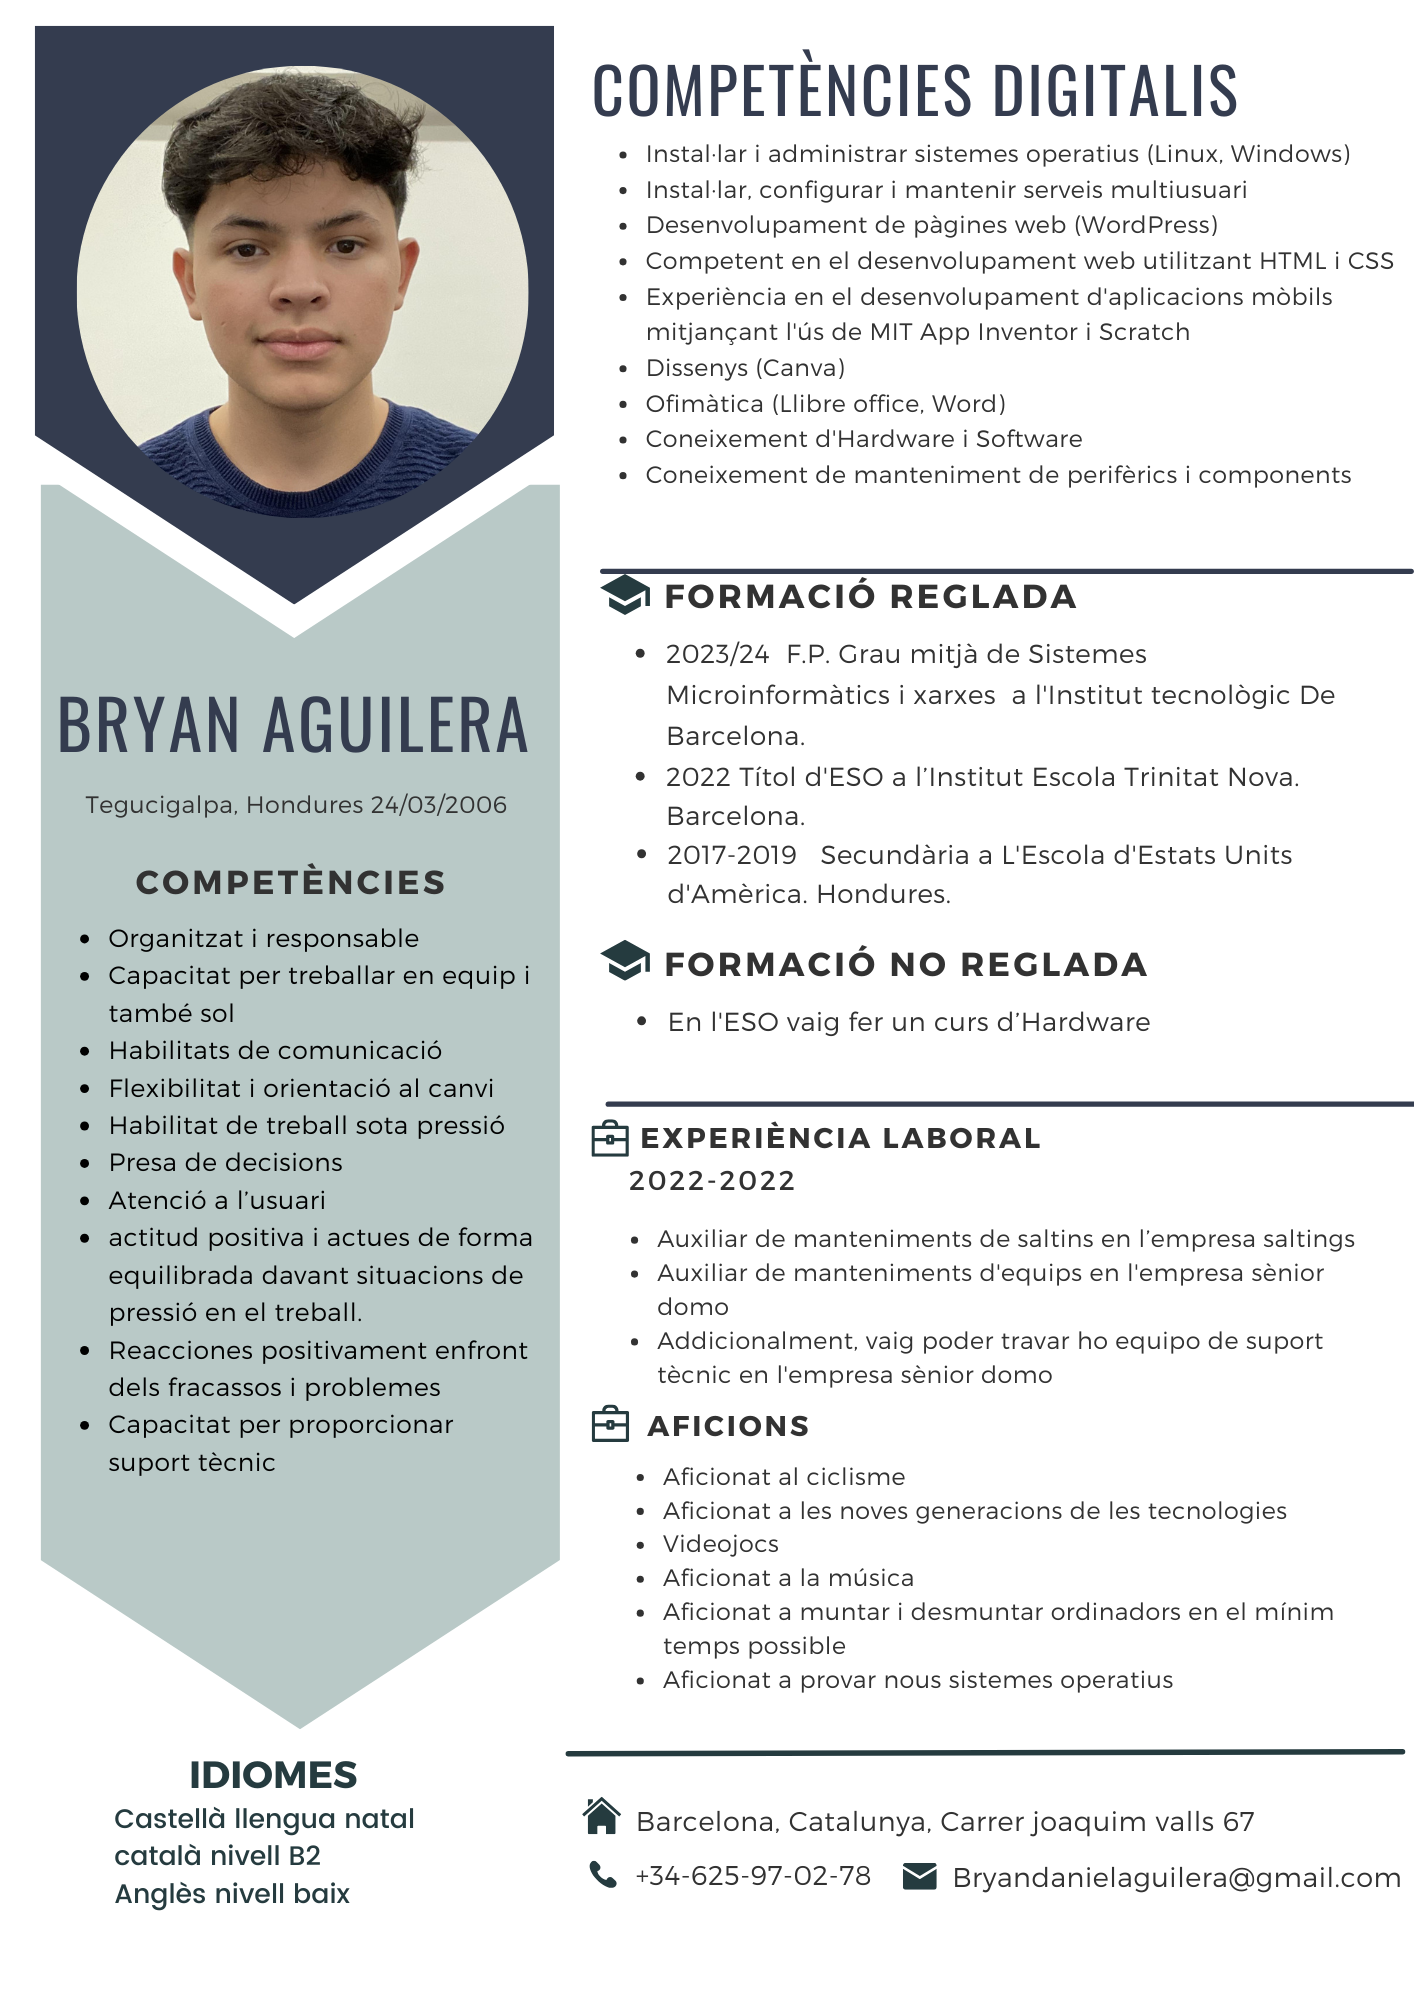 BRYAN AGUILERA
Tegucigalpa, Hondures 24/03/2006
COMPETÈNCIES
• Organitzat i responsable
• Capacitat per treballar en equip i
també sol
• Habilitats de comunicació
• Flexibilitat i orientació al canvi
• Habilitat de treball sota pressió
• Presa de decisions
• Atenció a l’usuari
• actitud positiva i actues de forma
equilibrada davant situacions de
pressió en el treball.
• Reacciones positivament enfront
dels fracassos i problemes
• Capacitat per proporcionar
suport tècnic
IDIOMES
Castellà llengua natal
català nivell B2
Anglès nivell baix
COMPETÈNCIES DIGITALIS
• Instal·lar i administrar sistemes operatius (Linux, Windows)
• Instal·lar, configurar i mantenir serveis multiusuari
• Desenvolupament de pàgines web (WordPress)
• Competent en el desenvolupament web utilitzant HTML i CSS
• Experiència en el desenvolupament d'aplicacions mòbils
mitjançant l'ús de MIT App Inventor i Scratch
• Dissenys (Canva)
• Ofimàtica (Llibre office, Word)
• Coneixement d'Hardware i Software
• Coneixement de manteniment de perifèrics i components
FORMACIÓ REGLADA
• 2023/24 F.P. Grau mitjà de Sistemes
Microinformàtics i xarxes a l'Institut tecnològic De
Barcelona.
• 2022 Títol d'ESO a l’Institut Escola Trinitat Nova.
Barcelona.
• 2017-2019 Secundària a L'Escola d'Estats Units
d'Amèrica. Hondures.
FORMACIÓ NO REGLADA
• En l'ESO vaig fer un curs d’Hardware
EXPERIÈNCIA LABORAL
2022-2022
• Auxiliar de manteniments de saltins en l’empresa saltings
• Auxiliar de manteniments d'equips en l'empresa sènior
domo
• Addicionalment, vaig poder travar ho equipo de suport
tècnic en l'empresa sènior domo
AFICIONS
• Aficionat al ciclisme
• Aficionat a les noves generacions de les tecnologies
• Videojocs
• Aficionat a la música
• Aficionat a muntar i desmuntar ordinadors en el mínim
temps possible
• Aficionat a provar nous sistemes operatius
Barcelona, Catalunya, Carrer joaquim valls 67
+34-625-97-02-78 Bryandanielaguilera@gmail.com